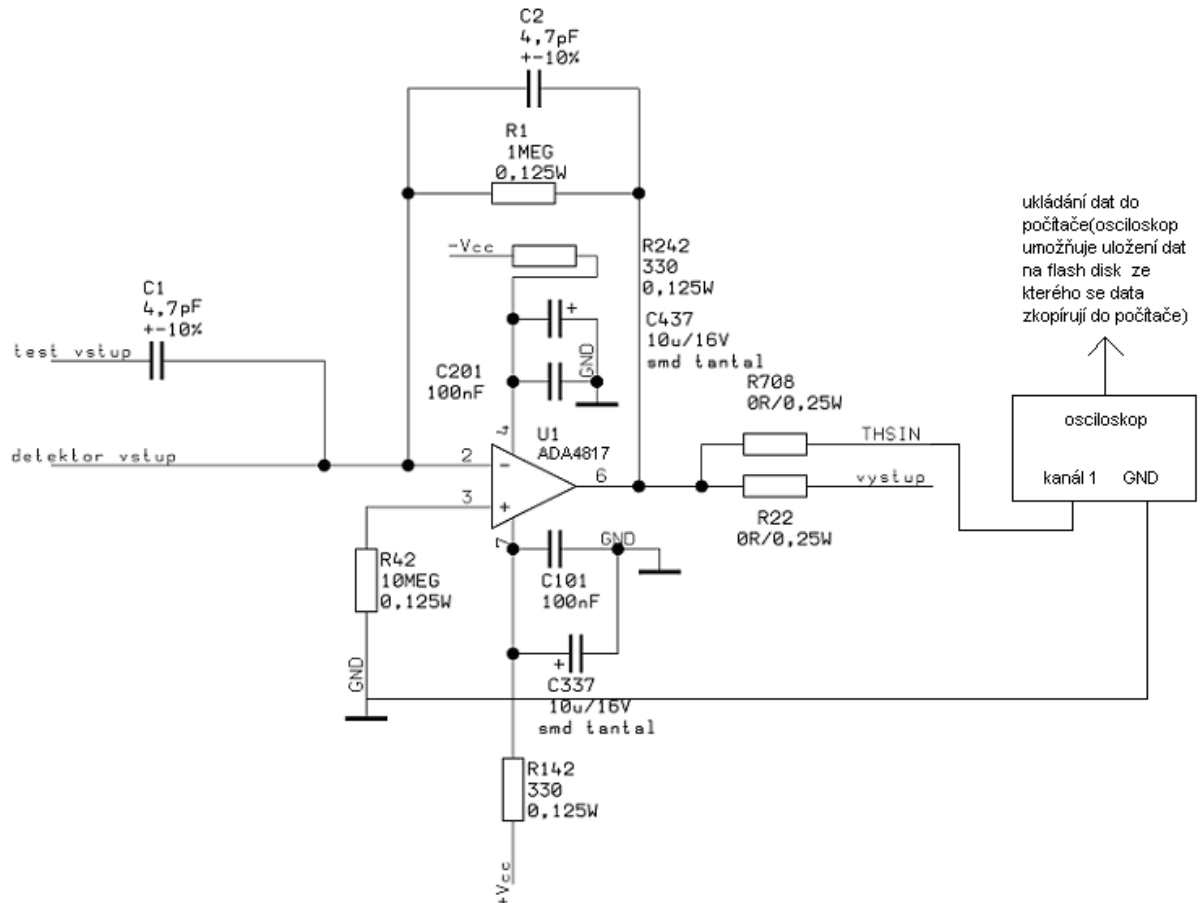 C2
4,7pF
+-10%
R1
1MEG
0,125W
-Vcc
R242
330
0,125W
C437
10u/16V
smd tantal
GND
C201
100nF
C1
4,7pF
+-10%
test vstup
detektor vstup
2
3
4
U1
ADA4817
6
7
-
+
+
R708
0R/0,25W
THSIN
vystup
R22
0R/0,25W
ukládání dat do
počítače(osciloskop
umožňuje uložení dat
na flash disk ze
kterého se data
zkopírují do počítače)
osciloskop
kanál 1 GND
R42
10MEG
0,125W
GND
GND
C101
100nF
+
C337
10u/16V
smd tantal
R142
330
0,125W
+Vcc